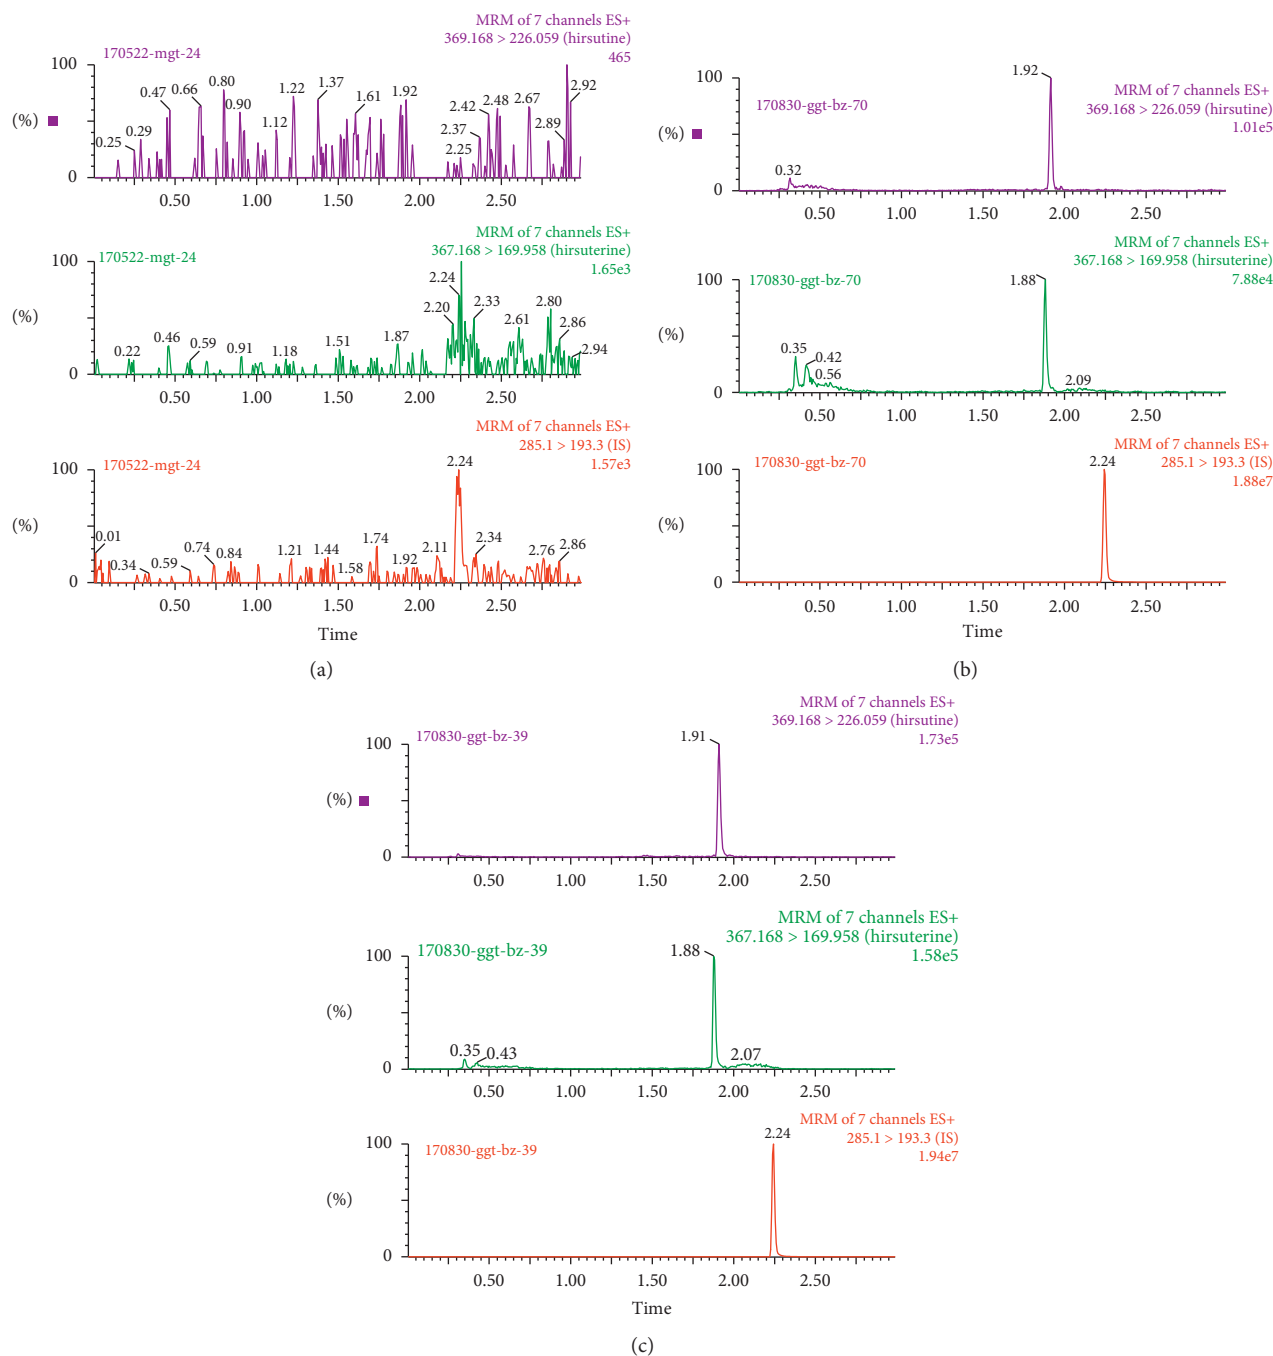 MRM of 7 channels ES+
369.168 > 226.059 (hirsutine)
465
170522-mgt-24
100
(%)
0
0.25
0.29
0.47
0.66
0.80
0.90
1.12
1.22
1.37
1.61
1.92
2.25
2.37
2.42
2.48
2.67
2.89
2.92
0.50 1.00 1.50 2.00 2.50
MRM of 7 channels ES+
367.168 > 169.958 (hirsuterine)
1.65e3
170522-mgt-24
100
(%)
0
0.22
0.46
0.59
0.91
1.18
1.51
1.87
2.20
2.24
2.33
2.61
2.80
2.86
2.94
0.50 1.00 1.50 2.00 2.50
MRM of 7 channels ES+
285.1 > 193.3 (IS)
1.57e3
170522-mgt-24
100
(%)
0
0.01
0.34
0.59
0.74
0.84
1.21
1.44
1.58
1.74
1.92
2.11
2.24
2.34
2.76
2.86
0.50 1.00 1.50 2.00 2.50
Time
(a)
MRM of 7 channels ES+
369.168 > 226.059 (hirsutine)
1.01e5
170830-ggt-bz-70
100
(%)
0
0.32
1.92
0.50 1.00 1.50 2.00 2.50
MRM of 7 channels ES+
367.168 > 169.958 (hirsuterine)
7.88e4
170830-ggt-bz-70
100
(%)
0
0.35
0.42
0.56
1.88
2.09
0.50 1.00 1.50 2.00 2.50
MRM of 7 channels ES+
285.1 > 193.3 (IS)
1.88e7
170830-ggt-bz-70
100
(%)
0
2.24
0.50 1.00 1.50 2.00 2.50
Time
(b)
MRM of 7 channels ES+
369.168 > 226.059 (hirsutine)
1.73e5
170830-ggt-bz-39
100
(%)
0
1.91
0.50 1.00 1.50 2.00 2.50
MRM of 7 channels ES+
367.168 > 169.958 (hirsuterine)
1.58e5
170830-ggt-bz-39
100
(%)
0
0.35
0.43
1.88
2.07
0.50 1.00 1.50 2.00 2.50
MRM of 7 channels ES+
285.1 > 193.3 (IS)
1.94e7
170830-ggt-bz-39
100
(%)
0
2.24
0.50 1.00 1.50 2.00 2.50
Time
(c)